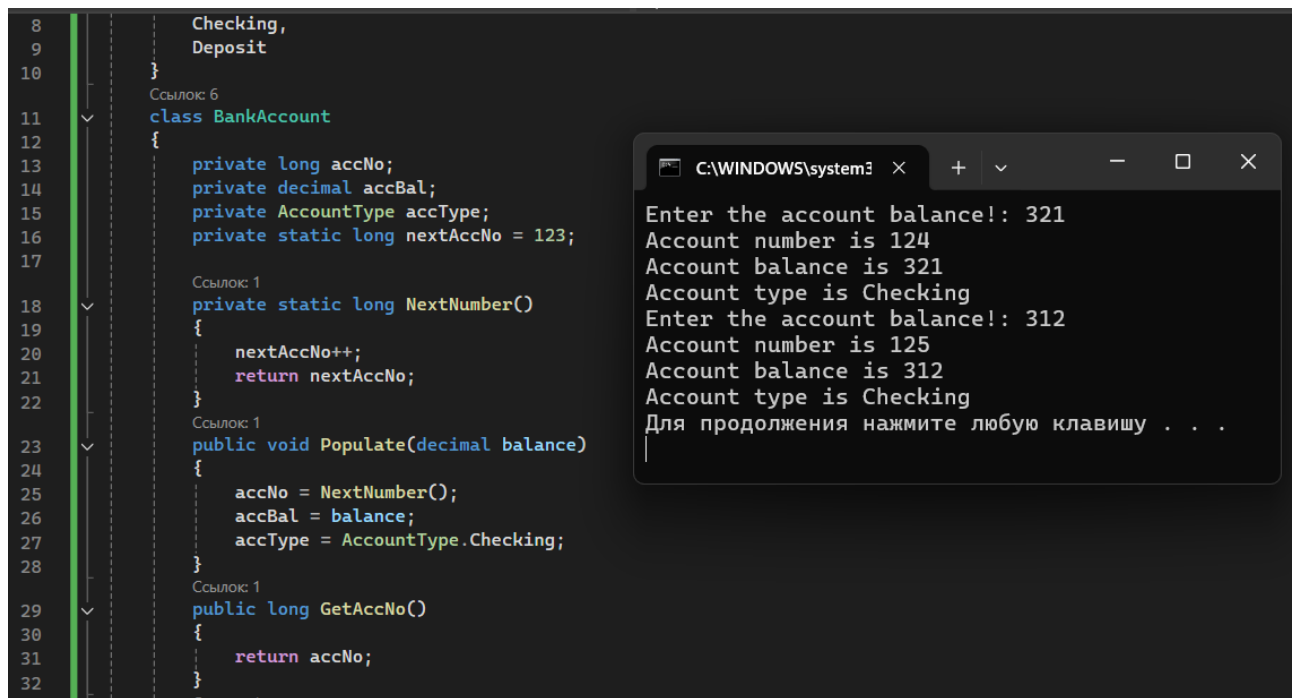 8 Checking,
9 Deposit
10 }
Ссылок: 6
11 class BankAccount
12 {
13 private long accNo;
14 private decimal accBal;
15 private AccountType accType;
16 private static long nextAccNo = 123;
17
Ссылок: 1
18 private static long NextNumber()
19 {
20 nextAccNo++;
21 return nextAccNo;
22 }
Ссылок: 1
23 public void Populate(decimal balance)
24 {
25 accNo = NextNumber();
26 accBal = balance;
27 accType = AccountType.Checking;
28 }
Ссылок: 1
29 public long GetAccNo()
30 {
31 return accNo;
32 }
C:\WINDOWS\system3
Enter the account balance!: 321
Account number is 124
Account balance is 321
Account type is Checking
Enter the account balance!: 312
Account number is 125
Account balance is 312
Account type is Checking
Для продолжения нажмите любую клавишу . . .